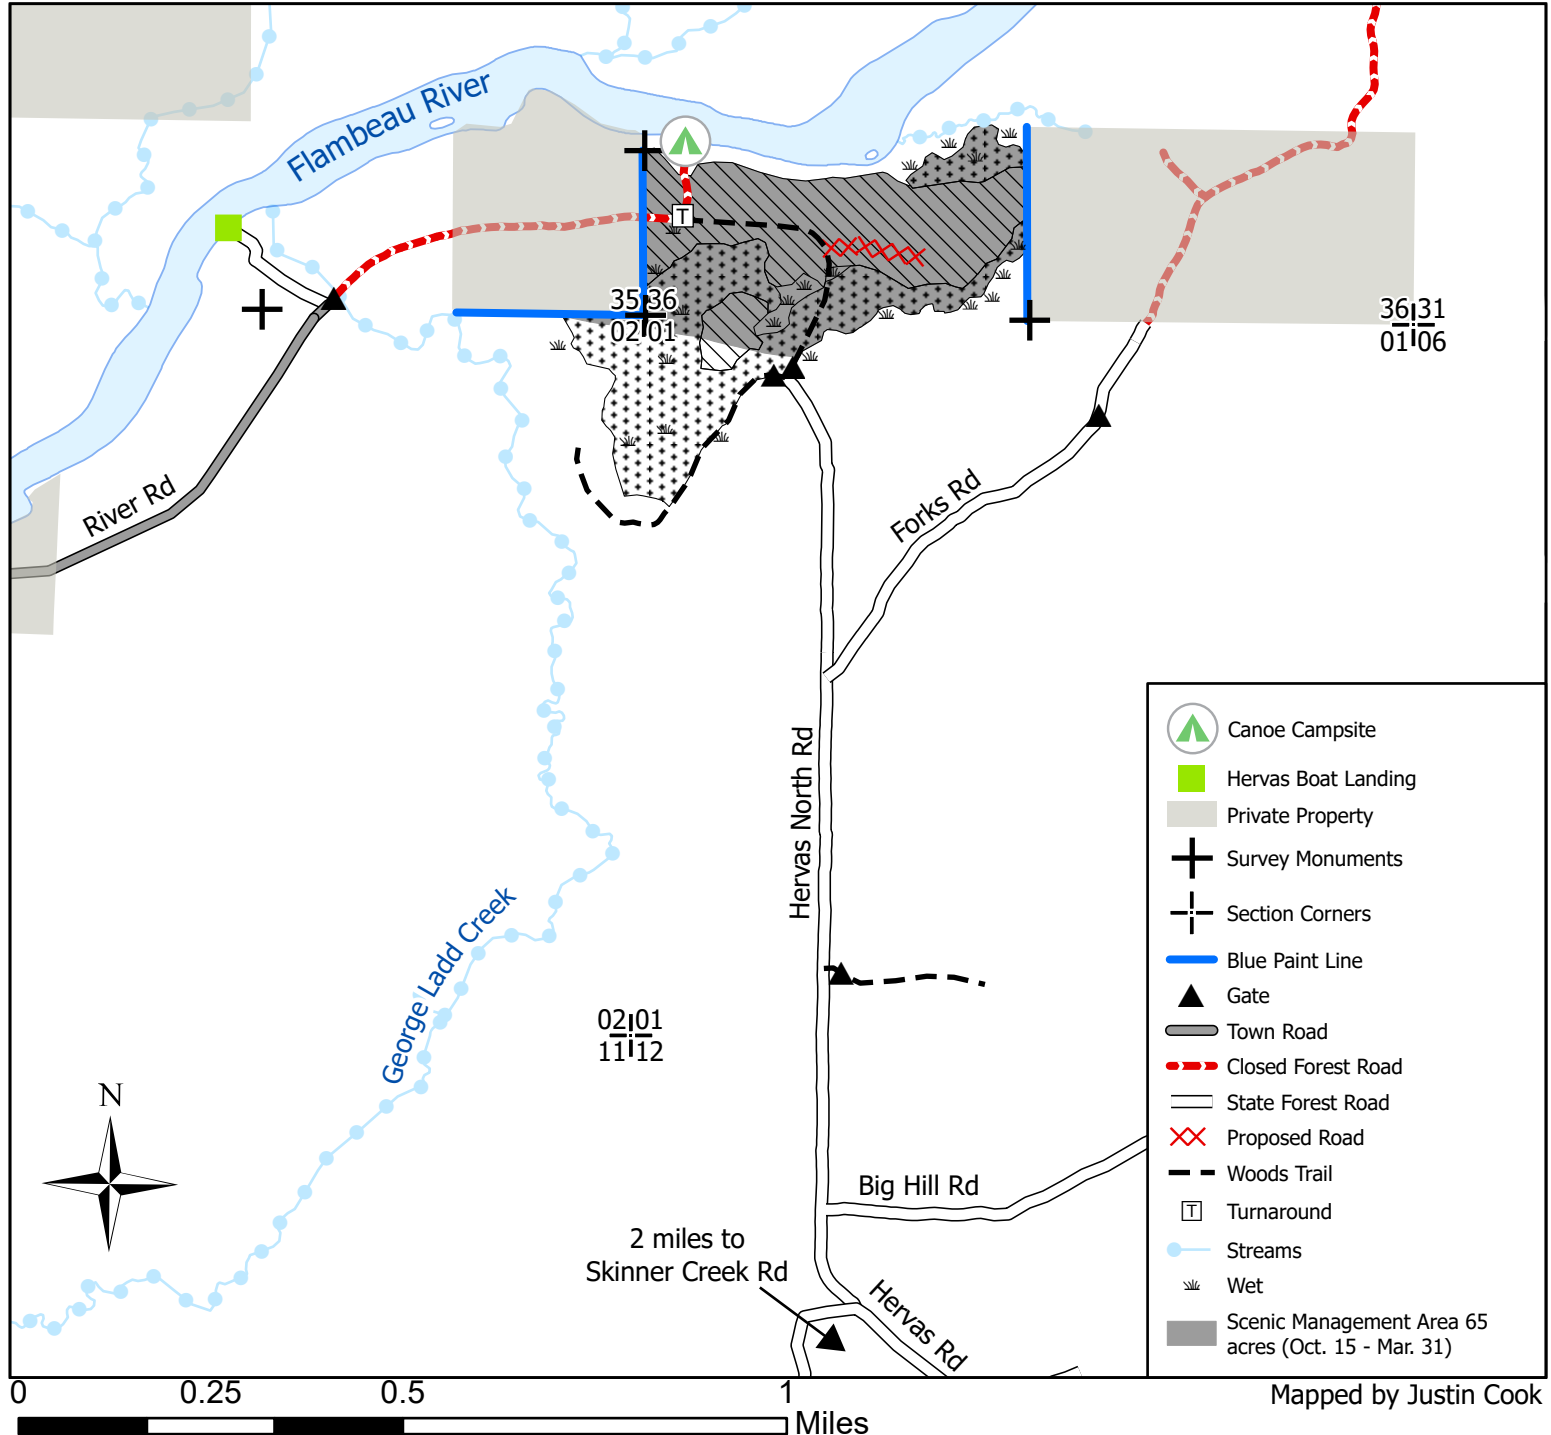 Flambeau River
35 36
02 01
36 31
01 06
River Rd
Forks Rd
Hervas North Rd
George Ladd Creek
02 01
11 12
N
Big Hill Rd
2 miles to
Skinner Creek Rd
Hervas Rd
T
Canoe Campsite
Hervas Boat Landing
Private Property
Survey Monuments
Section Corners
Blue Paint Line
Gate
Town Road
Closed Forest Road
State Forest Road
Proposed Road
Woods Trail
T Turnaround
Streams
Wet
Scenic Management Area 65
acres (Oct. 15 - Mar. 31)
0 0.25 0.5 1
Miles
Mapped by Justin Cook